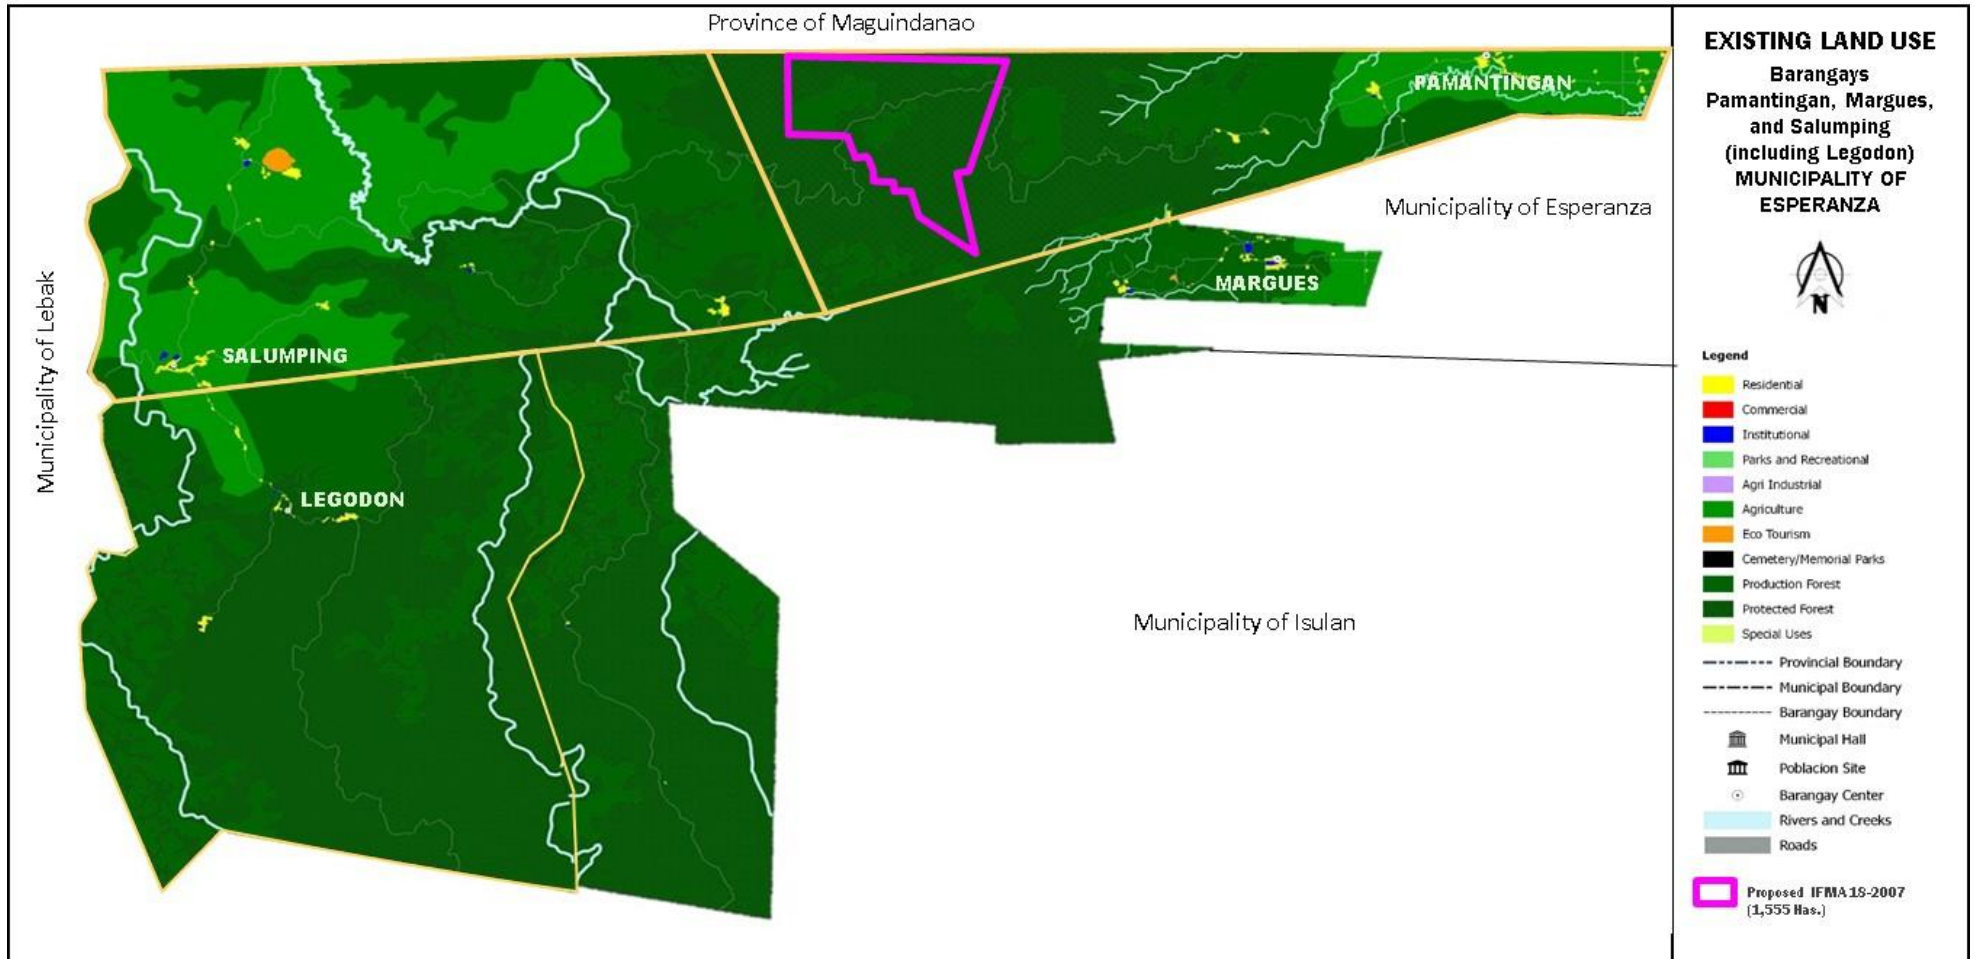 Province of Maguindanao
PAMANTINGAN
Municipality of Esperanza
MARGUES
Municipality of Lebak
SALUMPING
LEGODON
Municipality of Isulan
EXISTING LAND USE
Barangays
Pamantingan, Margues,
and Salumping
(including Legodon)
MUNICIPALITY OF
ESPERANZA
N
Legend
Residential
Commercial
Institutional
Parks and Recreational
Agri Industrial
Agriculture
Eco Tourism
Cemetery/Memorial Parks
Production Forest
Protected Forest
Special Uses
Provincial Boundary
Municipal Boundary
Barangay Boundary
Municipal Hall
Poblacion Site
Barangay Center
Rivers and Creeks
Roads
Proposed IFMA 18-2007
(1,555 Has.)